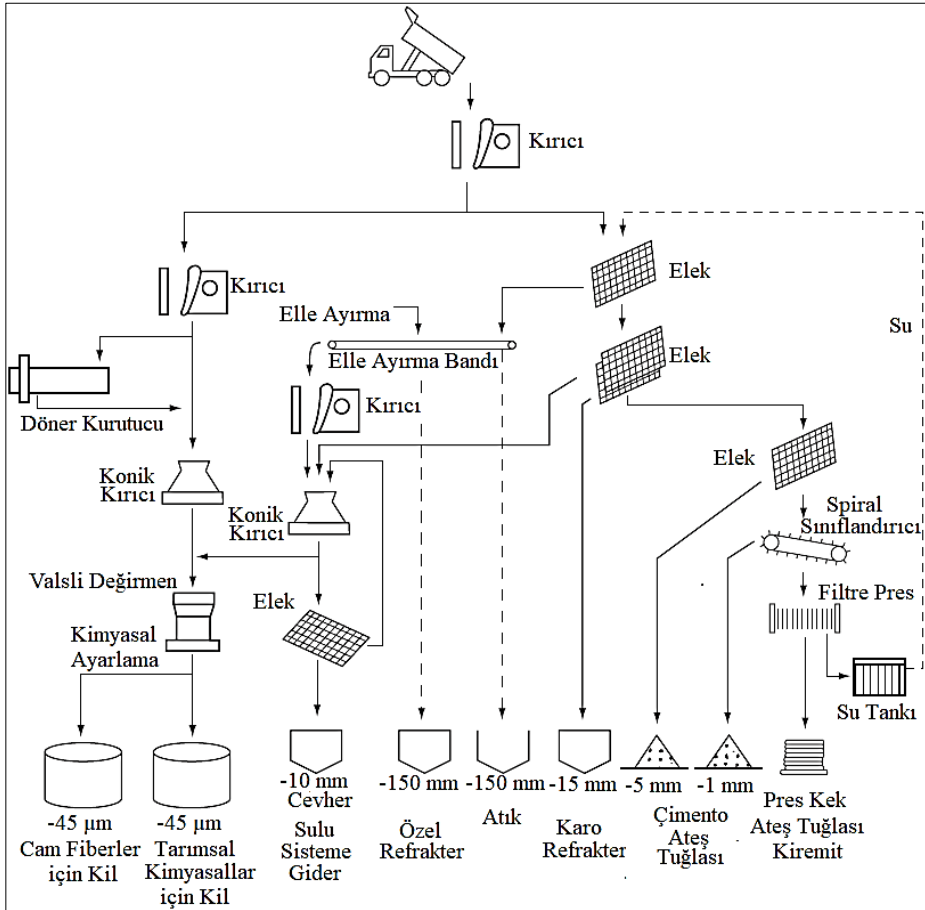 Kırıcı
Kırıcı
Elek
Elle Ayırma
Su
Elek
Elle Ayırma Bandı
Kırıcı
Döner Kurutucu
Elek
Konik
Kırıcı
Konik
Kırıcı
Spiral
Sınıflandırıcı
Valsli Değirmen
Filtre Pres
Elek
Kimyasal
Ayarlama
Su Tankı
-45 µm
Cam Fiberler
için Kil
-45 µm
Tarımsal
Kimyasallar
için Kil
-10 mm
Cevher
Sulu
Sisteme
Gider
-150 mm
Özel
Refrakter
-150 mm
Atık
-15 mm
Karo
Refrakter
-5 mm
-1 mm
Çimento
Ateş
Tuğlası
Pres Kek
Ateş Tuğlası
Kiremit